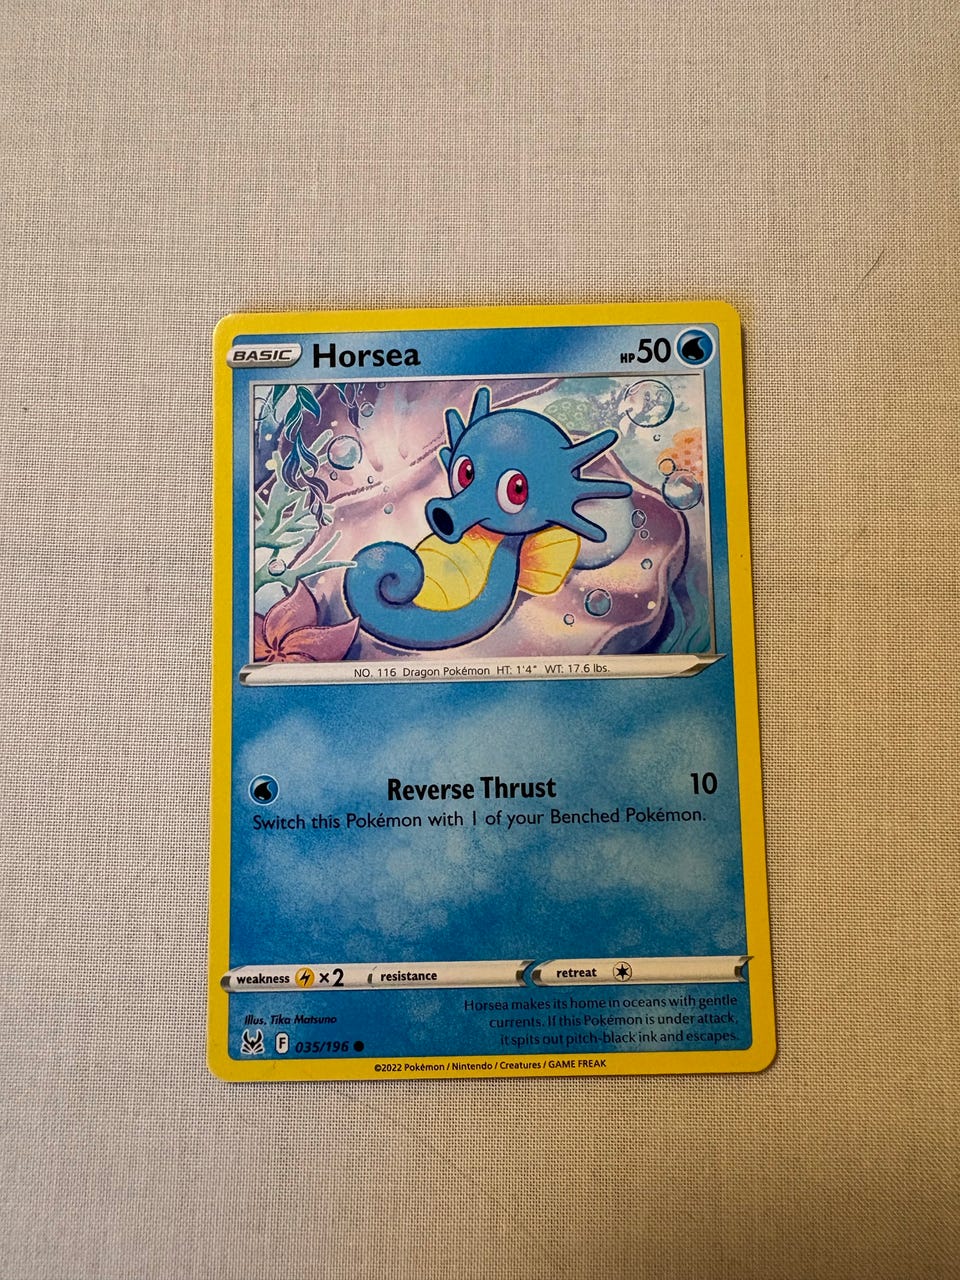 BASIC Horsea HP 50
NO. 116 Dragon Pokémon HT: 1'4" WT: 17.6 lbs.
Reverse Thrust 10
Switch this Pokémon with 1 of your Benched Pokémon.
weakness ×2 resistance retreat
Horsea makes its home in oceans with gentle
currents. If this Pokémon is under attack,
it spits out pitch-black ink and escapes.
Illus. Tika Matsuno
F 035/196
©2022 Pokémon / Nintendo / Creatures / GAME FREAK